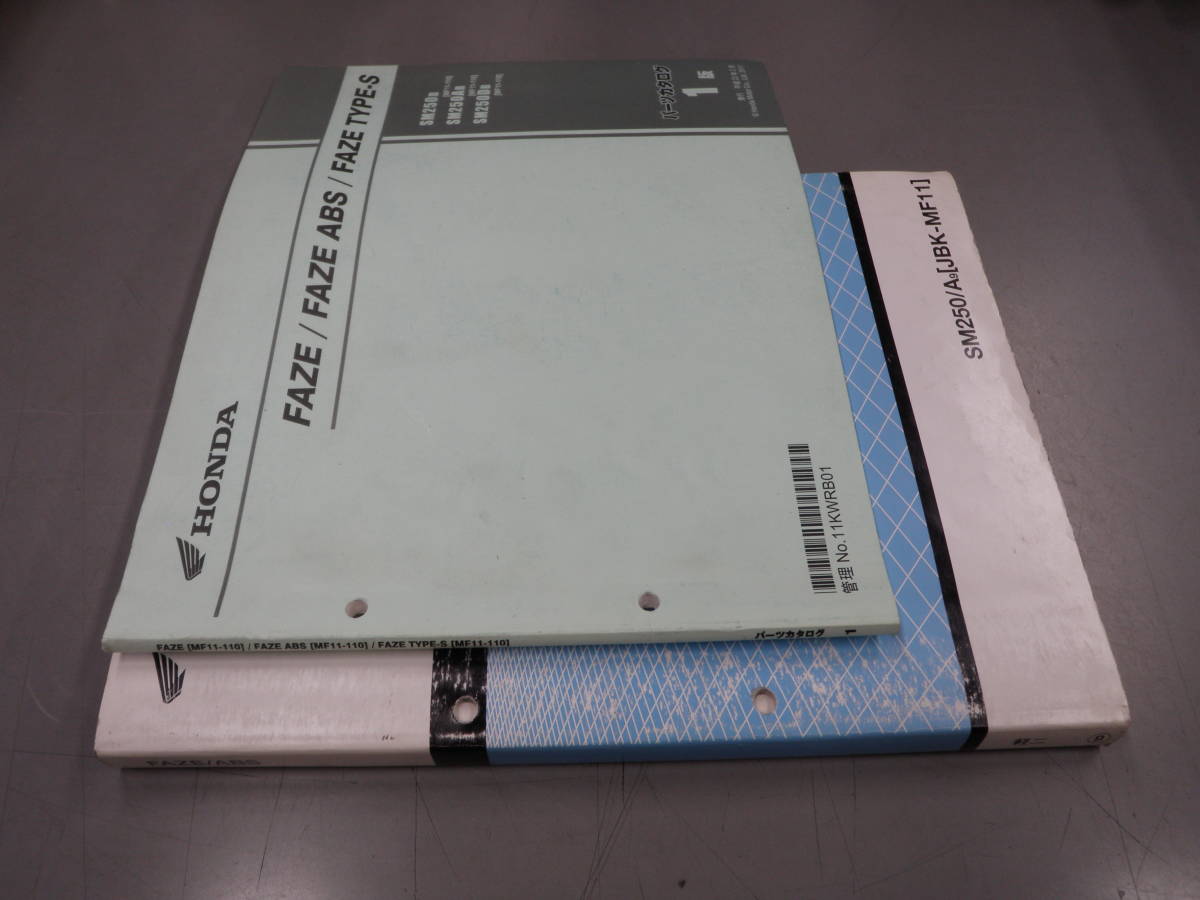 HONDA
FAZE / FAZE ABS / FAZE TYPE-S
パーツカタログ
1 版
管理 No.11KWRB01
FAZE [MF11-110] / FAZE ABS [MF11-110] / FAZE TYPE-S [MF11-110]
パーツカタログ 1
SM250/A9[JBK-MF11]
FAZE/ABS